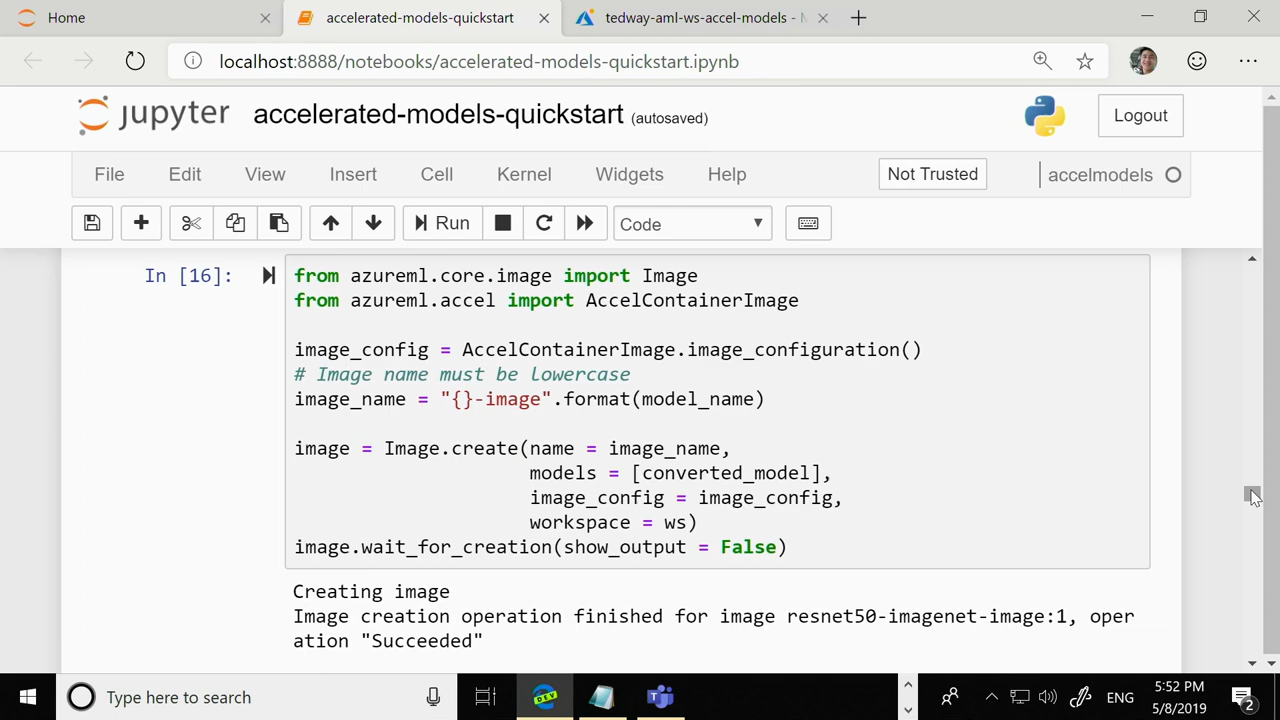 Home
accelerated-models-quickstart
tedway-aml-ws-accel-models -
localhost:8888/notebooks/accelerated-models-quickstart.ipynb
jupyter accelerated-models-quickstart (autosaved)
Logout
File Edit View Insert Cell Kernel Widgets Help
Not Trusted
accelmodels
Run
Code
In [16]:
from azureml.core.image import Image
from azureml.accel import AccelContainerImage
image_config = AccelContainerImage.image_configuration()
# Image name must be lowercase
image_name = "{}-image".format(model_name)
image = Image.create(name = image_name,
models = [converted_model],
image_config = image_config,
workspace = ws)
image.wait_for_creation(show_output = False)
Creating image
Image creation operation finished for image resnet50-imagenet-image:1, oper
ation "Succeeded"
Type here to search
DEV
ENG
5:52 PM
5/8/2019
2